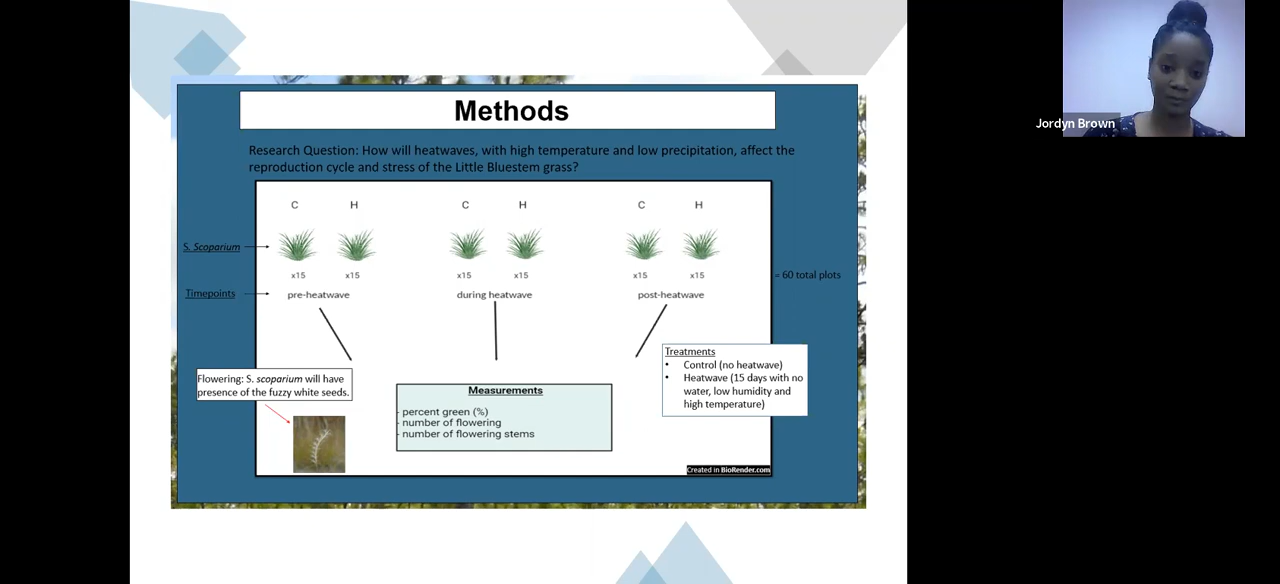 Methods
Jordyn Brown
Research Question: How will heatwaves, with high temperature and low precipitation, affect the
reproduction cycle and stress of the Little Bluestem grass?
C H C H C H
S. Scoparium
x15 x15 x15 x15 x15 x15
= 60 total plots
Timepoints
pre-heatwave during heatwave post-heatwave
Treatments
• Control (no heatwave)
• Heatwave (15 days with no
water, low humidity and
high temperature)
Flowering: S. scoparium will have
presence of the fuzzy white seeds.
Measurements
- percent green (%)
- number of flowering
- number of flowering stems
Created in BioRender.com